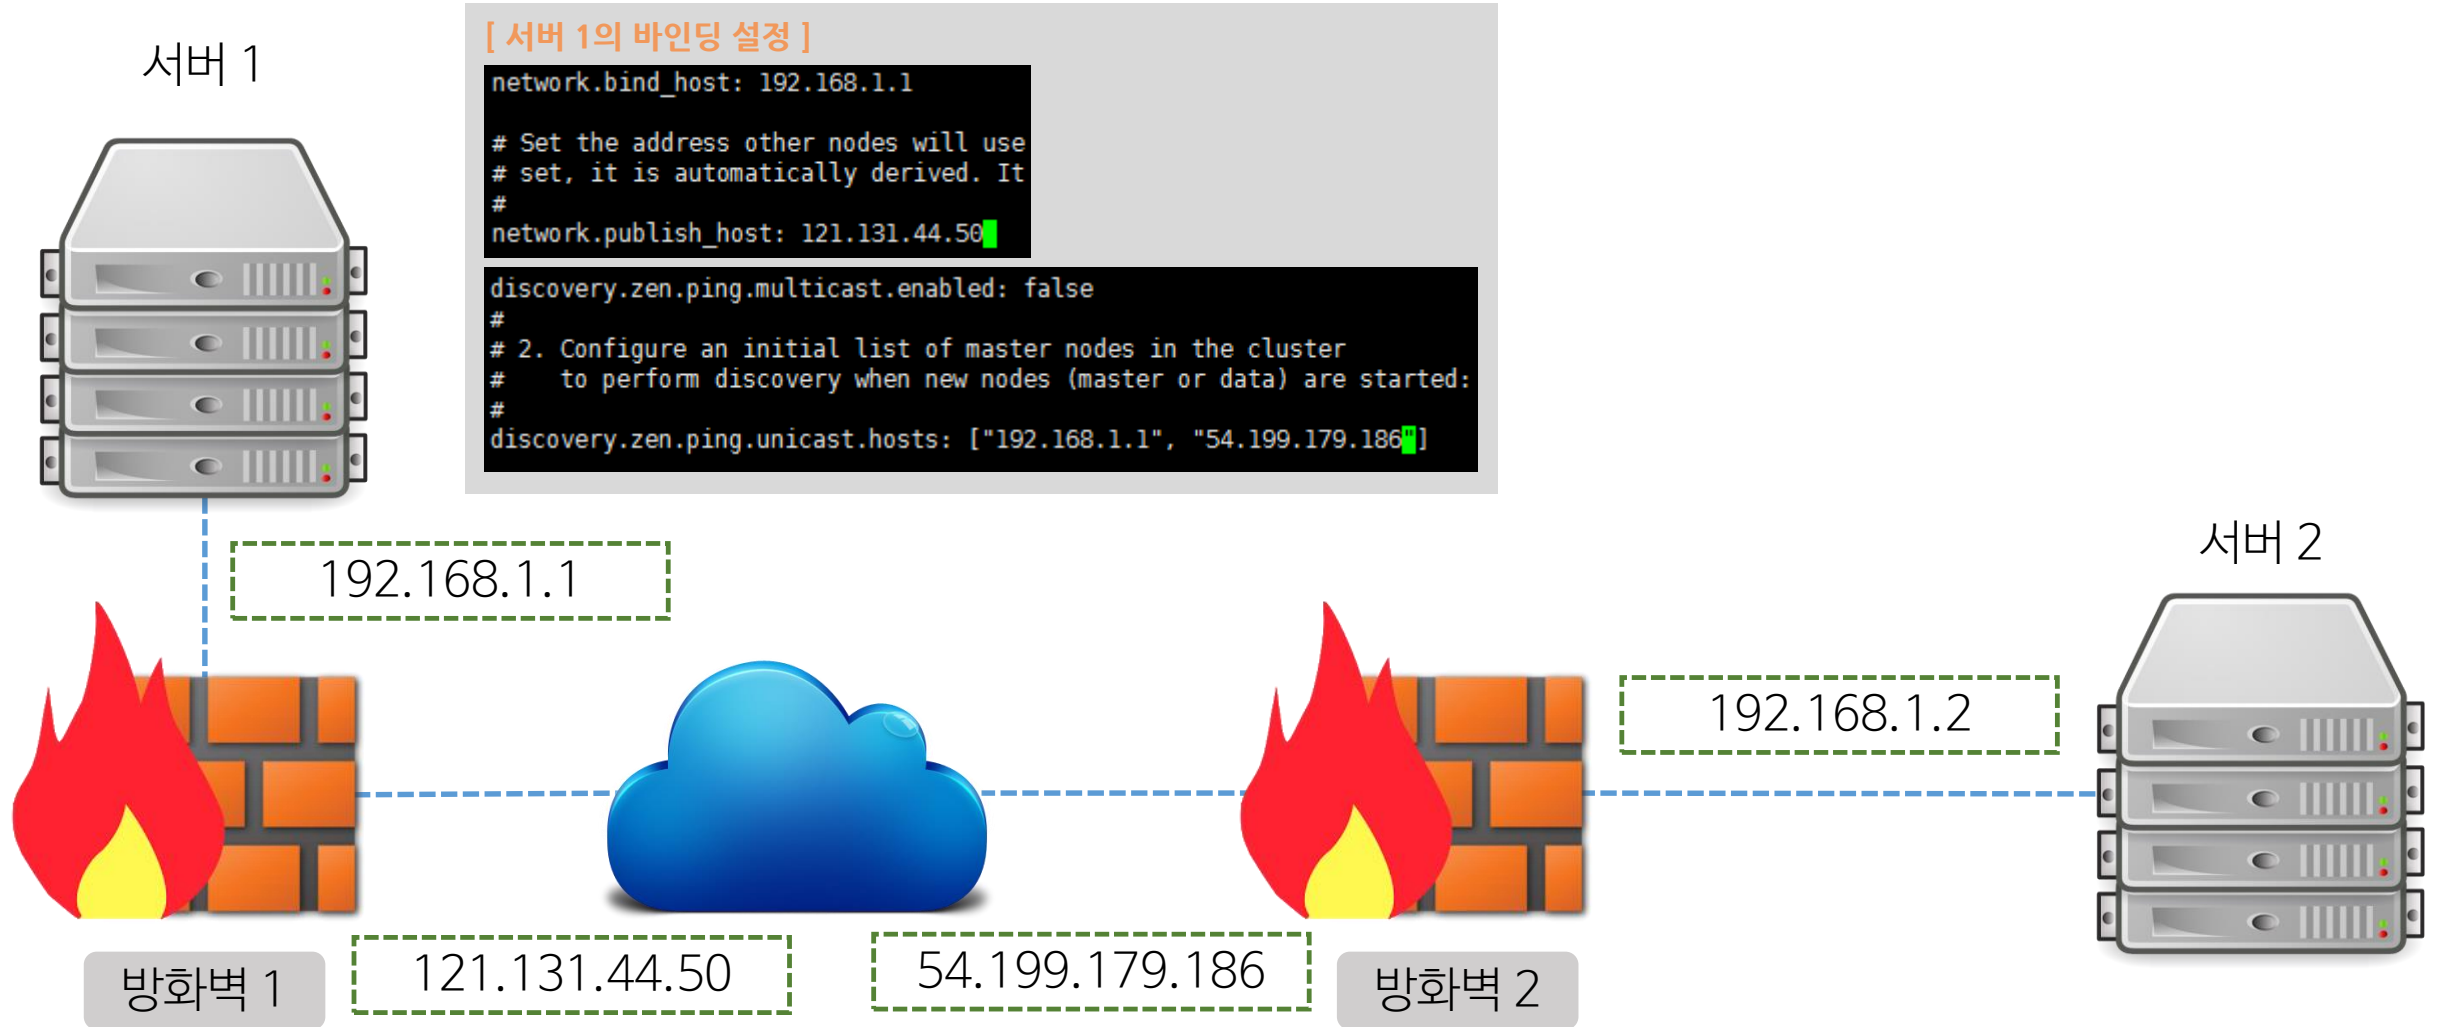 서버 1
[ 서버 1의 바인딩 설정 ]
network.bind_host: 192.168.1.1
# Set the address other nodes will use
# set, it is automatically derived. It
#
network.publish_host: 121.131.44.50
discovery.zen.ping.multicast.enabled: false
#
# 2. Configure an initial list of master nodes in the cluster
#    to perform discovery when new nodes (master or data) are started:
#
discovery.zen.ping.unicast.hosts: ["192.168.1.1", "54.199.179.186"]
192.168.1.1
서버 2
192.168.1.2
방화벽 1
121.131.44.50
54.199.179.186
방화벽 2